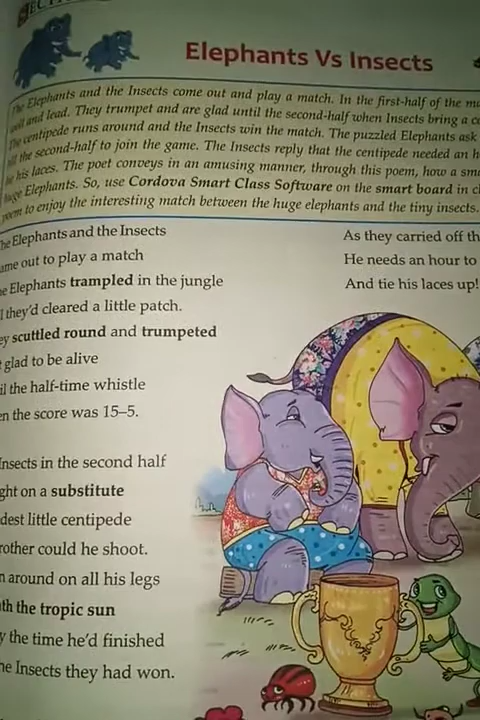 Elephants Vs Insects
The Elephants and the Insects come out and play a match. In the first-half of the
and lead. They trumpet and are glad until the second-half when Insects bring a
The centipede runs around and the Insects win the match. The puzzled Elephants ask
the second-half to join the game. The Insects reply that the centipede needed an
his laces. The poet conveys in an amusing manner, through this poem, how a
Elephants. So, use Cordova Smart Class Software on the smart board in
to enjoy the interesting match between the huge elephants and the tiny insects.
The Elephants and the Insects
ame out to play a match
e Elephants trampled in the jungle
l they'd cleared a little patch.
ey scuttled round and trumpeted
glad to be alive
il the half-time whistle
en the score was 15–5.
Insects in the second half
ght on a substitute
dest little centipede
rother could he shoot.
n around on all his legs
th the tropic sun
y the time he'd finished
he Insects they had won.
As they carried off th
He needs an hour to
And tie his laces up!